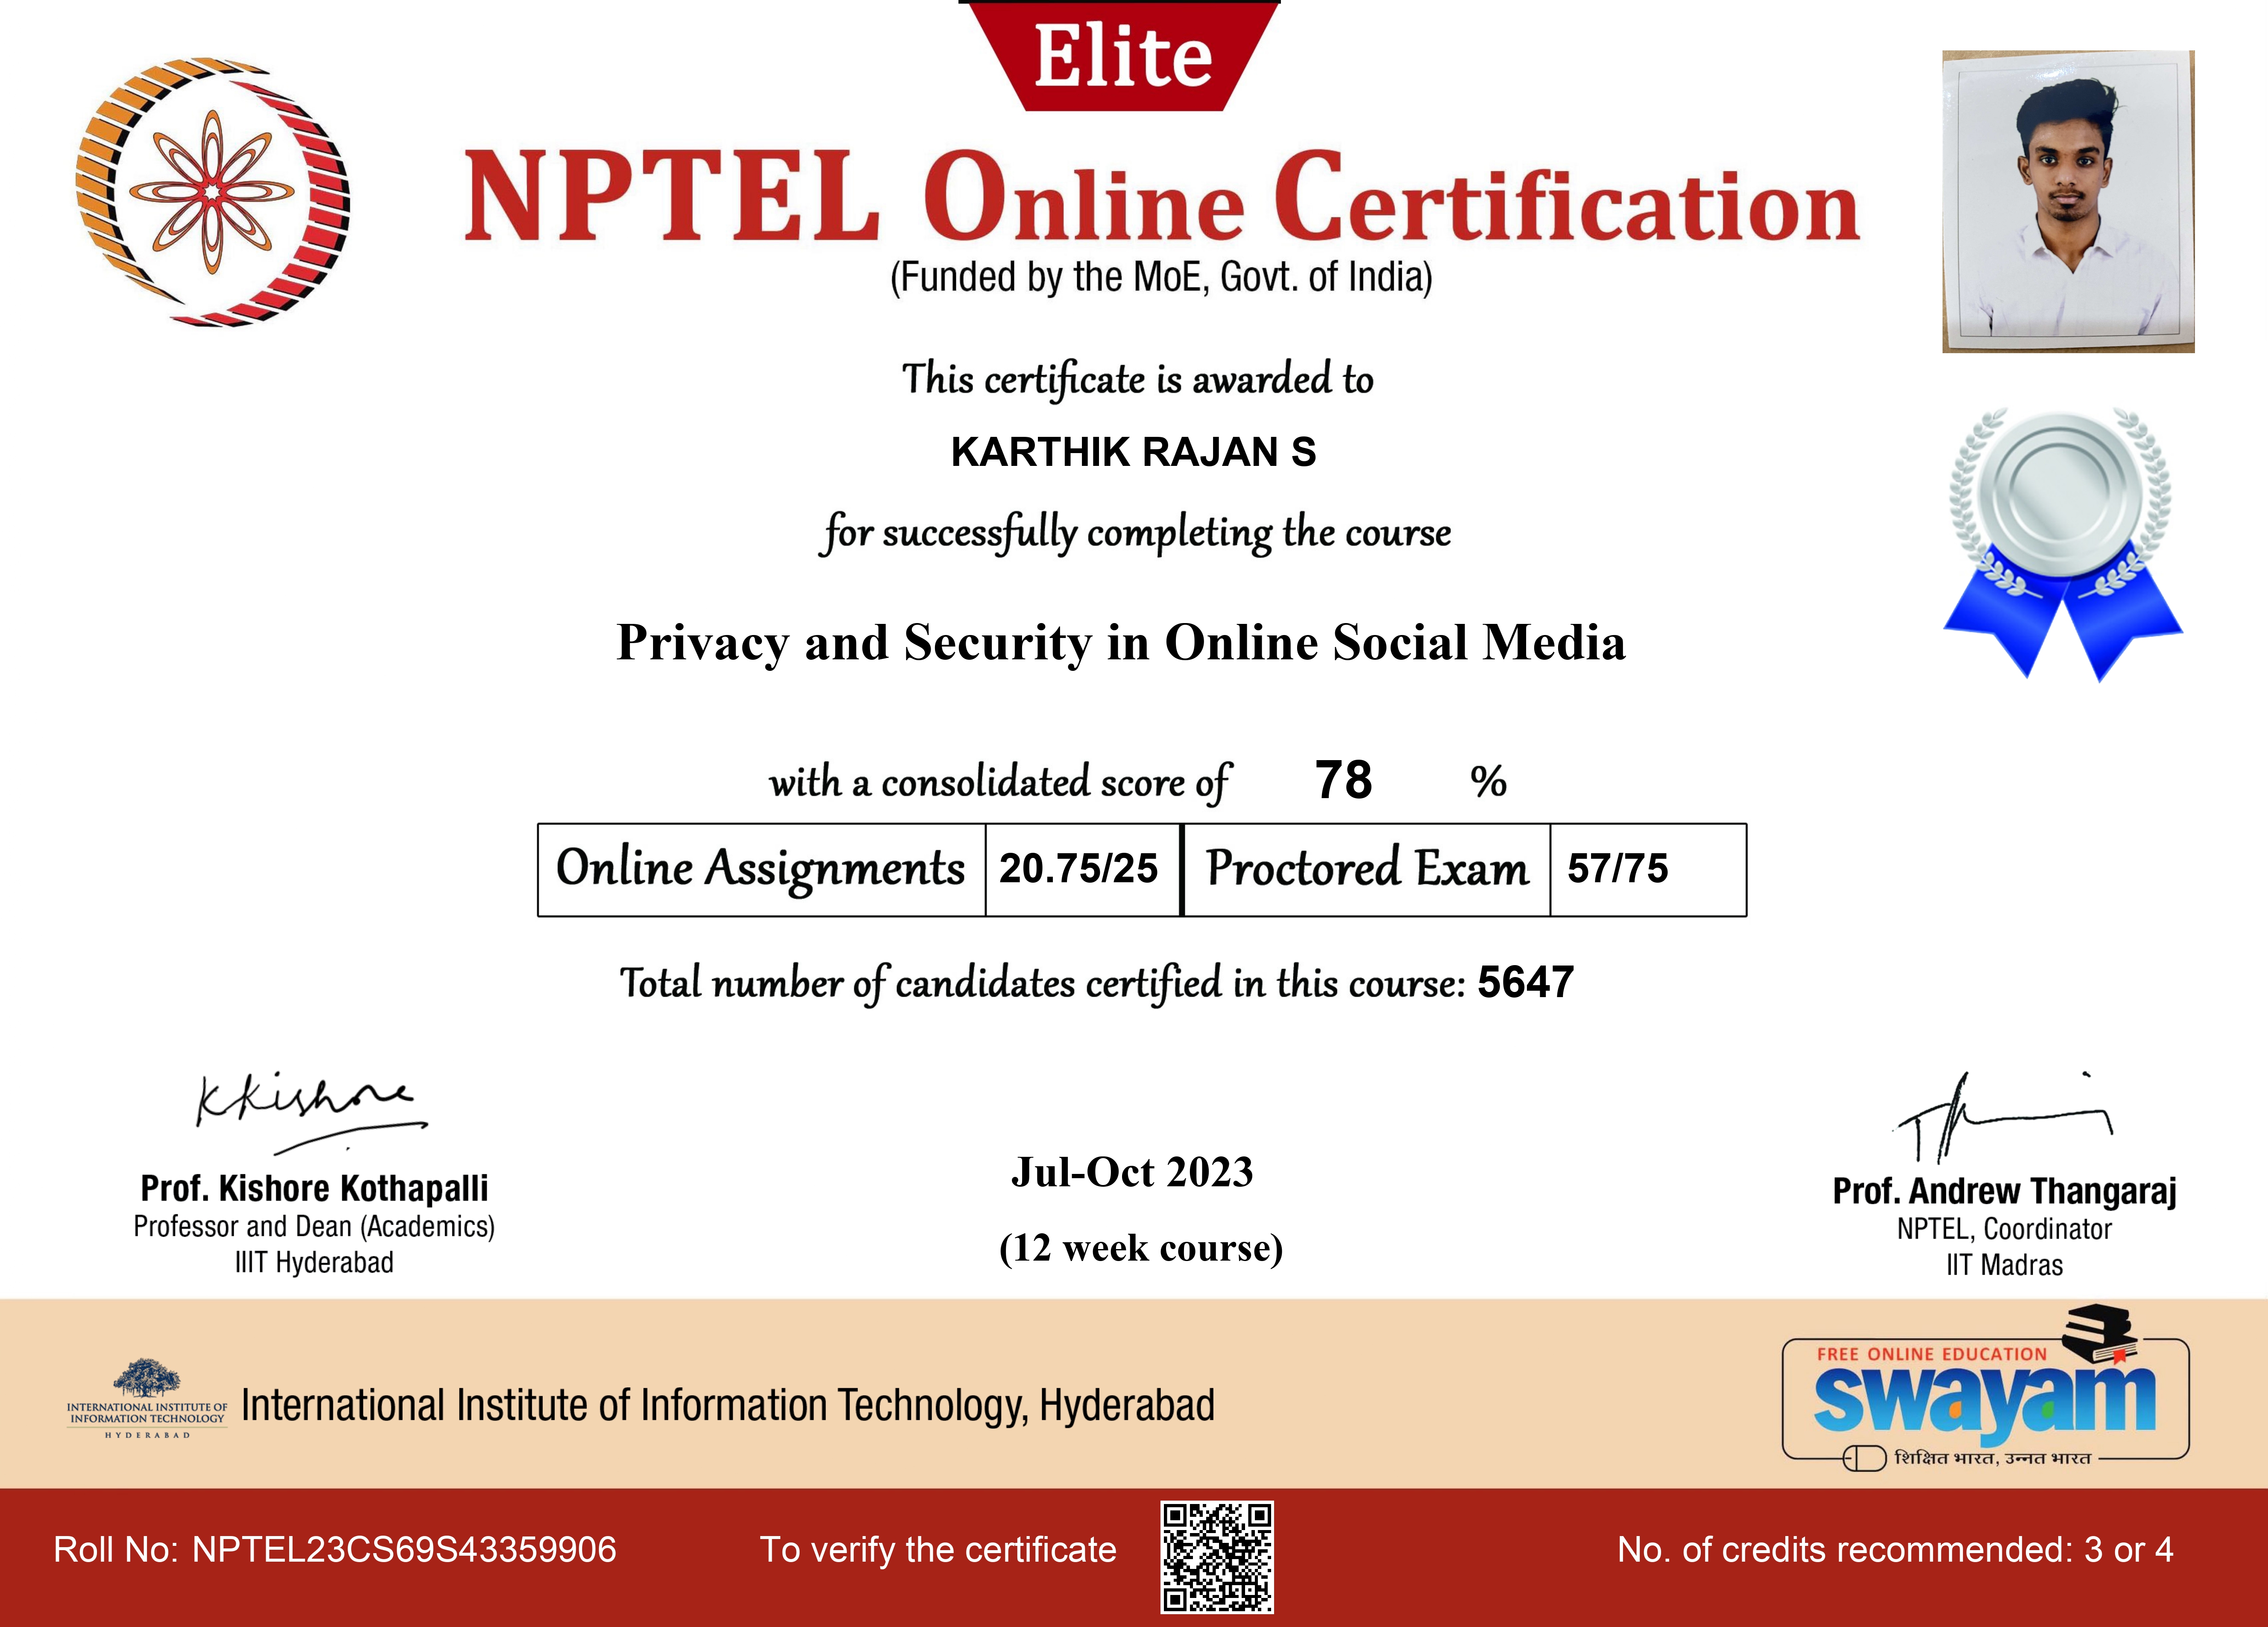 Elite
NPTEL Online Certification
(Funded by the MoE, Govt. of India)
This certificate is awarded to
KARTHIK RAJAN S
for successfully completing the course
Privacy and Security in Online Social Media
with a consolidated score of 78 %
Online Assignments 20.75/25 Proctored Exam 57/75
Total number of candidates certified in this course: 5647
KKishore
Prof. Kishore Kothapalli
Professor and Dean (Academics)
IIIT Hyderabad
Jul-Oct 2023
(12 week course)
Prof. Andrew Thangaraj
NPTEL, Coordinator
IIT Madras
INTERNATIONAL INSTITUTE OF
INFORMATION TECHNOLOGY
HYDERABAD
International Institute of Information Technology, Hyderabad
FREE ONLINE EDUCATION
swayam
शिक्षित भारत, उन्नत भारत
Roll No: NPTEL23CS69S43359906
To verify the certificate
No. of credits recommended: 3 or 4